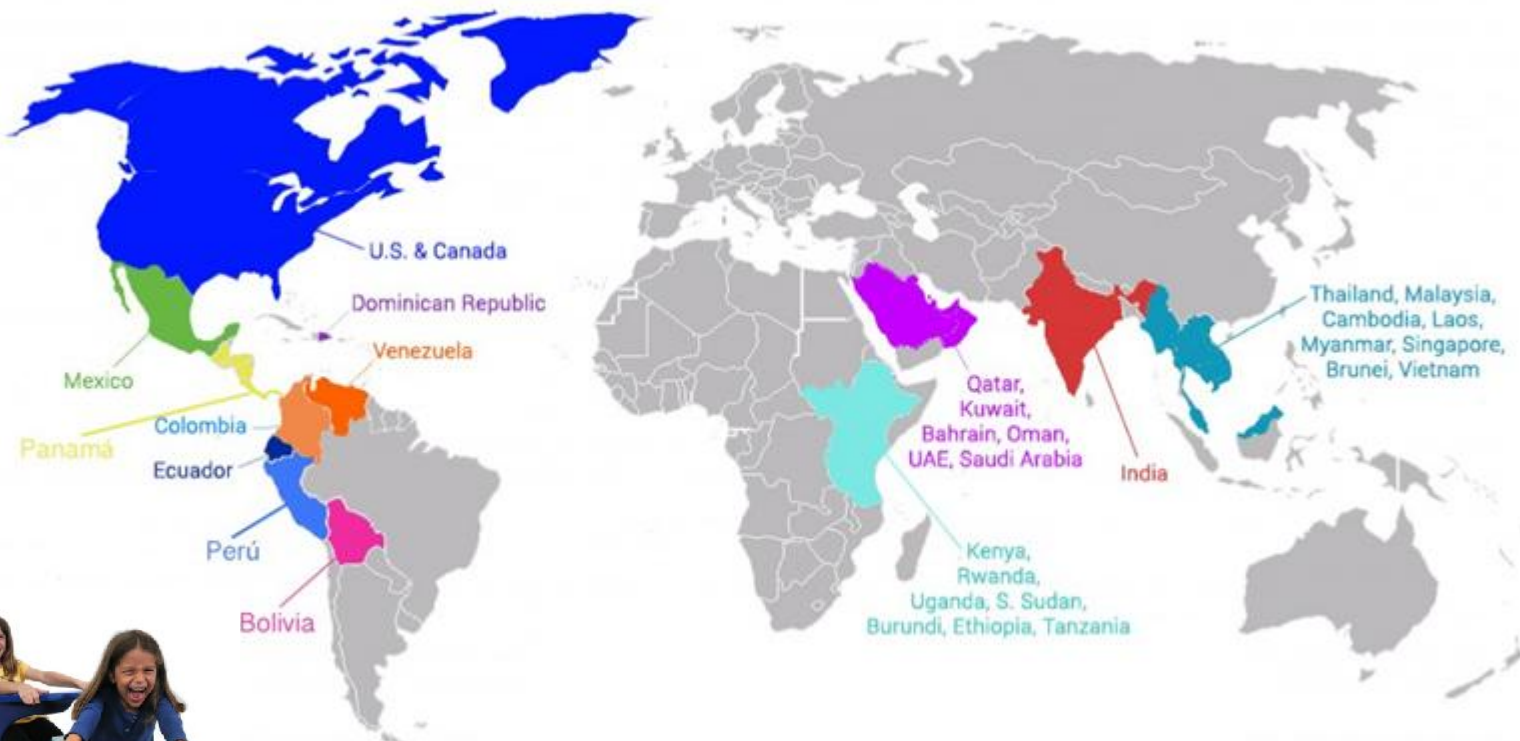 U.S. & Canada
Dominican Republic
Venezuela
Mexico
Colombia
Panamá
Ecuador
Perú
Bolivia
Qatar,
Kuwait,
Bahrain, Oman,
UAE, Saudi Arabia
India
Thailand, Malaysia,
Cambodia, Laos,
Myanmar, Singapore,
Brunei, Vietnam
Kenya,
Rwanda,
Uganda, S. Sudan,
Burundi, Ethiopia, Tanzania